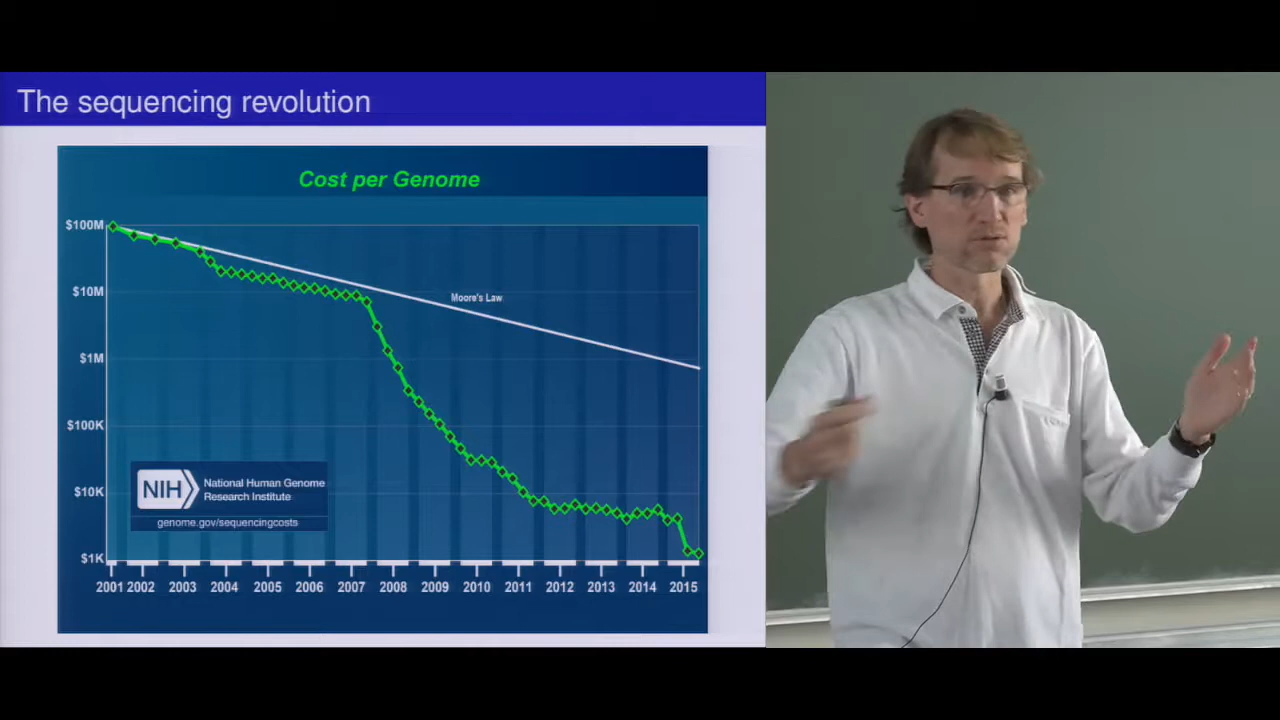 The sequencing revolution
Cost per Genome
$100M
$10M
Moore's Law
$1M
$100K
$10K
NIH
National Human Genome
Research Institute
genome.gov/sequencingcosts
$1K
2001 2002 2003 2004 2005 2006 2007 2008 2009 2010 2011 2012 2013 2014 2015